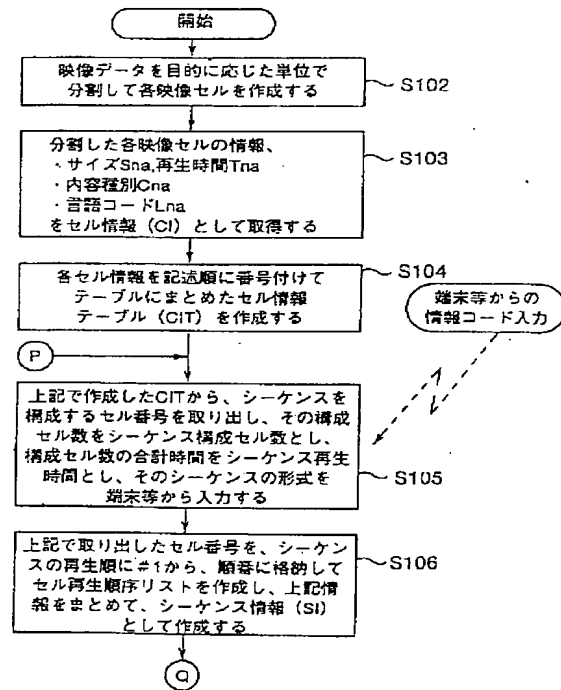 開始
映像データを目的に応じた単位で
分割して各映像セルを作成する
S102
分割した各映像セルの情報、
・サイズSna,再生時間Tna
・内容種別Cna
・言語コードLna
をセル情報（CI）として取得する
S103
各セル情報を記述順に番号付けて
テーブルにまとめたセル情報
テーブル（CIT）を作成する
S104
端末等からの
情報コード入力
P
上記で作成したCITから、シーケンスを
構成するセル番号を取り出し、その構成
セル数をシーケンス構成セル数とし、
構成セル数の合計時間をシーケンス再生
時間とし、そのシーケンスの形式を
端末等から入力する
S105
上記で取り出したセル番号を、シーケン
スの再生順に#1から、順番に格納して
セル再生順序リストを作成し、上記情
報をまとめて、シーケンス情報（SI）
として作成する
S106
Q